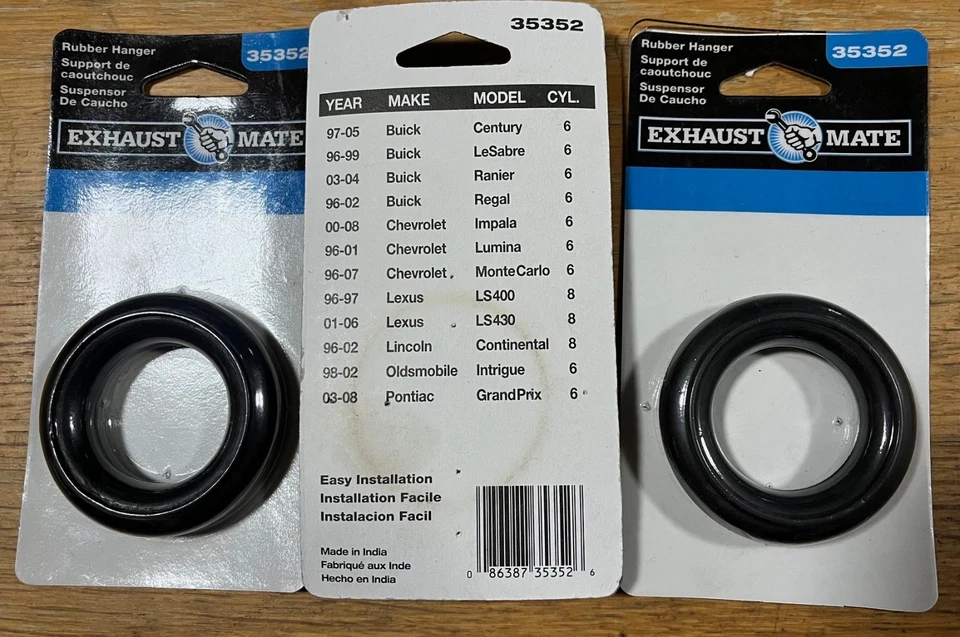 Rubber Hanger
Support de
caoutchouc
Suspensor
De Caucho
35352
EXHAUST MATE
35352
YEAR MAKE MODEL CYL.
97-05 Buick Century 6
96-99 Buick LeSabre 6
03-04 Buick Ranier 6
96-02 Buick Regal 6
00-08 Chevrolet Impala 6
96-01 Chevrolet Lumina 6
96-07 Chevrolet MonteCarlo 6
96-97 Lexus LS400 8
01-06 Lexus LS430 8
96-02 Lincoln Continental 8
98-02 Oldsmobile Intrigue 6
03-08 Pontiac GrandPrix 6
Easy Installation
Installation Facile
Instalacion Facil
Made in India
Fabriqué aux Inde
Hecho en India
0 86387 35352 6
Rubber Hanger
Support de
caoutchouc
Suspensor
De Caucho
35352
EXHAUST MATE